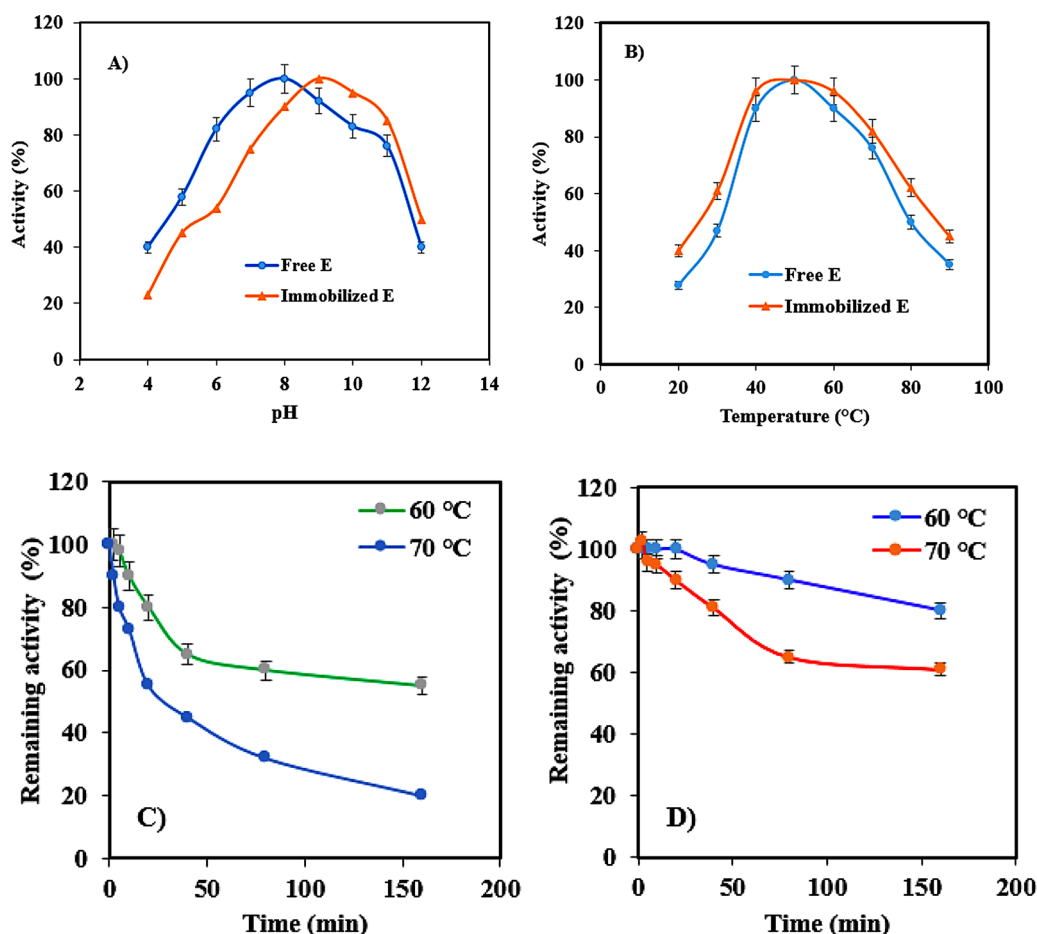 A)
120
100
80
60
40
20
0
Activity (%)
Free E
Immobilized E
2 4 6 8 10 12 14
pH
B)
120
100
80
60
40
20
0
Activity (%)
Free E
Immobilized E
0 20 40 60 80 100
Temperature (°C)
120
100
80
60
40
20
0
Remaining activity (%)
60 °C
70 °C
C)
0 50 100 150 200
Time (min)
120
100
80
60
40
20
0
Remaining activity (%)
60 °C
70 °C
D)
0 50 100 150 200
Time (min)